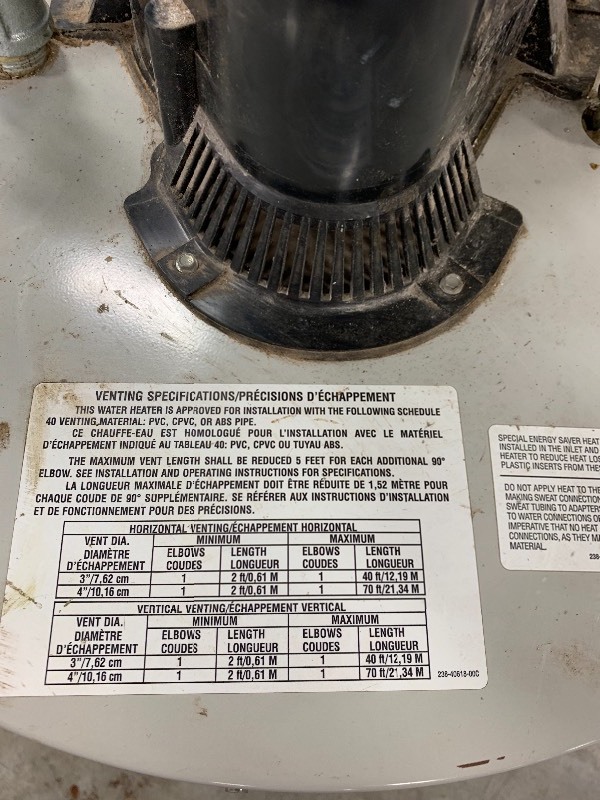 VENTING SPECIFICATIONS/PRÉCISIONS D'ÉCHAPPEMENT
THIS WATER HEATER IS APPROVED FOR INSTALLATION WITH THE FOLLOWING SCHEDULE
40 VENTING,MATERIAL: PVC, CPVC, OR ABS PIPE.
CE CHAUFFE-EAU EST HOMOLOGUÉ POUR L'INSTALLATION AVEC LE MATÉRIEL
D'ÉCHAPPEMENT INDIQUÉ AU TABLEAU 40: PVC, CPVC OU TUYAU ABS.
THE MAXIMUM VENT LENGTH SHALL BE REDUCED 5 FEET FOR EACH ADDITIONAL 90°
ELBOW. SEE INSTALLATION AND OPERATING INSTRUCTIONS FOR SPECIFICATIONS.
LA LONGUEUR MAXIMALE D'ÉCHAPPEMENT DOIT ÊTRE RÉDUITE DE 1,52 MÈTRE POUR
CHAQUE COUDE DE 90° SUPPLÉMENTAIRE. SE RÉFÉRER AUX INSTRUCTIONS D'INSTALLATION
ET DE FONCTIONNEMENT POUR DES PRÉCISIONS.
HORIZONTAL VENTING/ÉCHAPPEMENT HORIZONTAL
VENT DIA. MINIMUM MAXIMUM
DIAMÈTRE ELBOWS LENGTH ELBOWS LENGTH
D'ÉCHAPPEMENT COUDES LONGUEUR COUDES LONGUEUR
3"/7,62 cm 1 2 ft/0,61 M 1 40 ft/12,19 M
4"/10,16 cm 1 2 ft/0,61 M 1 70 ft/21,34 M
VERTICAL VENTING/ÉCHAPPEMENT VERTICAL
VENT DIA. MINIMUM MAXIMUM
DIAMÈTRE ELBOWS LENGTH ELBOWS LENGTH
D'ÉCHAPPEMENT COUDES LONGUEUR COUDES LONGUEUR
3"/7,62 cm 1 2 ft/0,61 M 1 40 ft/12,19 M
4"/10,16 cm 1 2 ft/0,61 M 1 70 ft/21,34 M
238-40618-00C
SPECIAL ENERGY SAVER HEAT
INSTALLED IN THE INLET AND
HEATER TO REDUCE HEAT LOS
PLASTIC INSERTS FROM THE
DO NOT APPLY HEAT TO THE
MAKING SWEAT CONNECTION
SWEAT TUBING TO ADAPTER
TO WATER CONNECTIONS O
IMPERATIVE THAT NO HEAT
CONNECTIONS, AS THEY MA
MATERIAL.
238-